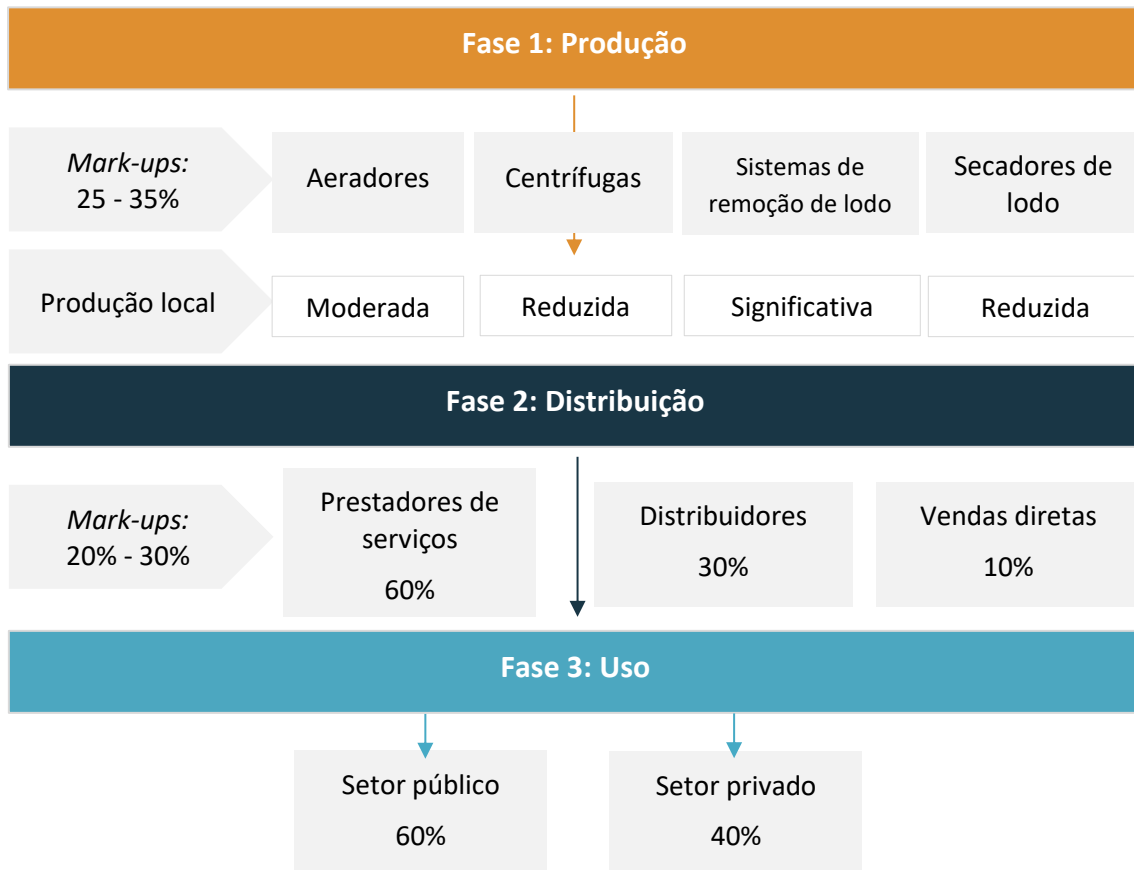 Fase 1: Produção
Mark-ups:
25 - 35%
Aeradores
Centrífugas
Sistemas de
remoção de lodo
Secadores de
lodo
Produção local
Moderada
Reduzida
Significativa
Reduzida
Fase 2: Distribuição
Mark-ups:
20% - 30%
Prestadores de
serviços
60%
Distribuidores
30%
Vendas diretas
10%
Fase 3: Uso
Setor público
60%
Setor privado
40%